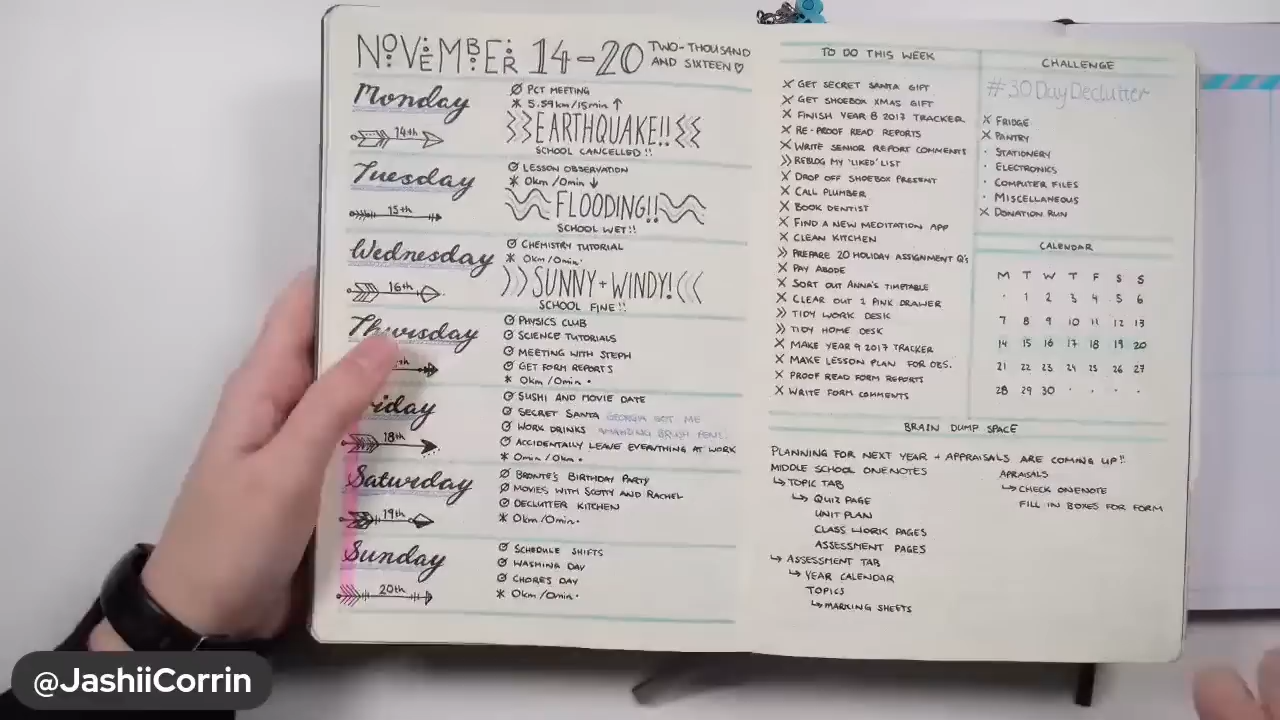 NOVEMBER 14-20 TWO-THOUSAND
AND SIXTEEN♡
Monday
14th
Ø PCT MEETING
* 5.59km/15min ↑
EARTHQUAKE!!
SCHOOL CANCELLED!!
Tuesday
15th
LESSON OBSERVATION
* 0km/0min ↓
FLOODING!!
SCHOOL WET!!
Wednesday
16th
CHEMISTRY TUTORIAL
* 0km/0min·
SUNNY + WINDY!
SCHOOL FINE!!
Thursday
PHYSICS CLUB
SCIENCE TUTORIALS
MEETING WITH STEPH
GET FORM REPORTS
* 0km/0min ·
Friday
18th
SUSHI AND MOVIE DATE
SECRET SANTA GEORGIA GOT ME
WORK DRINKS AMAHZING BRUSH PENS!
ACCIDENTALLY LEAVE EVERYTHING AT WORK
* 0min/0km ·
Saturday
19th
BRONTE'S BIRTHDAY PARTY
MOVIES WITH SCOTTY AND RACHEL
DECLUTTER KITCHEN
* 0km/0min·
Sunday
20th
SCHEDULE SHIFTS
WASHING DAY
CHORES DAY
* 0km/0min·
TO DO THIS WEEK
X GET SECRET SANTA GIFT
X GET SHOEBOX XMAS GIFT
X FINISH YEAR 8 2017 TRACKER
X RE-PROOF READ REPORTS
X WRITE SENIOR REPORT COMMENTS
» REBLOG MY 'LIKED' LIST
X DROP OFF SHOEBOX PRESENT
X CALL PLUMBER
X BOOK DENTIST
X FIND A NEW MEDITATION APP
X CLEAN KITCHEN
» PREPARE 20 HOLIDAY ASSIGNMENT Q's
X PAY ADOBE
X SORT OUT ANNA'S TIMETABLE
X CLEAR OUT 1 PINK DRAWER
» TIDY WORK DESK
» TIDY HOME DESK
X MAKE YEAR 9 2017 TRACKER
X MAKE LESSON PLAN FOR OBS.
X PROOF READ FORM REPORTS
X WRITE FORM COMMENTS
CHALLENGE
#30DayDeclutter
X FRIDGE
X PANTRY
· STATIONERY
· ELECTRONICS
· COMPUTER FILES
· MISCELLANEOUS
X DONATION RUN
CALENDAR
M T W T F S S
· 1 2 3 4 5 6
7 8 9 10 11 12 13
14 15 16 17 18 19 20
21 22 23 24 25 26 27
28 29 30 · · · ·
BRAIN DUMP SPACE
PLANNING FOR NEXT YEAR + APPRAISALS ARE COMING UP!!
MIDDLE SCHOOL ONENOTES
↳ TOPIC TAB
↳ QUIZ PAGE
UNIT PLAN
CLASS WORK PAGES
ASSESSMENT PAGES
↳ ASSESSMENT TAB
↳ YEAR CALENDAR
TOPICS
↳ MARKING SHEETS
APRAISALS
↳ CHECK ONENOTE
FILL IN BOXES FOR FORM
@JashiiCorrin